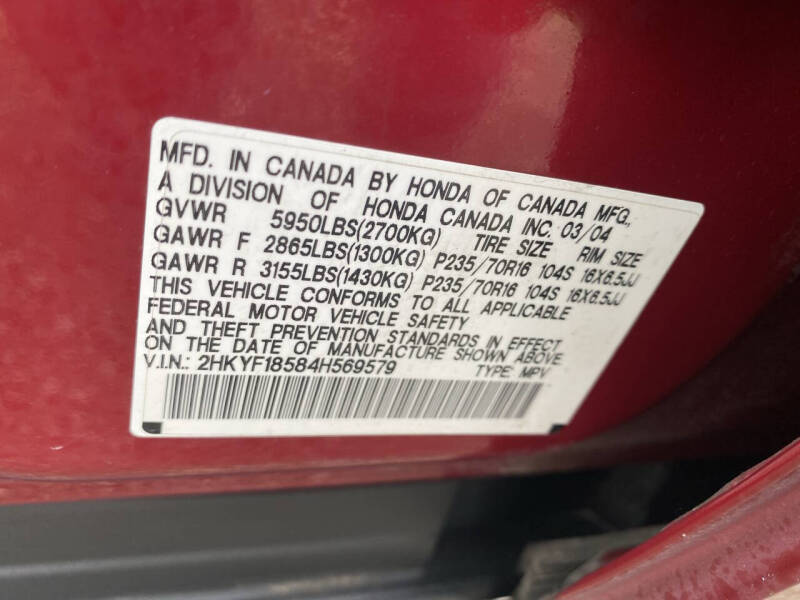 MFD. IN CANADA BY HONDA OF CANADA MFG.,
A DIVISION OF HONDA CANADA INC. 03/04
GVWR 5950LBS(2700KG) TIRE SIZE RIM SIZE
GAWR F 2865LBS(1300KG) P235/70R16 104S 16X6.5JJ
GAWR R 3155LBS(1430KG) P235/70R16 104S 16X6.5JJ
THIS VEHICLE CONFORMS TO ALL APPLICABLE
FEDERAL MOTOR VEHICLE SAFETY
AND THEFT PREVENTION STANDARDS IN EFFECT
ON THE DATE OF MANUFACTURE SHOWN ABOVE
V.I.N.: 2HKYF18584H569579 TYPE: MPV